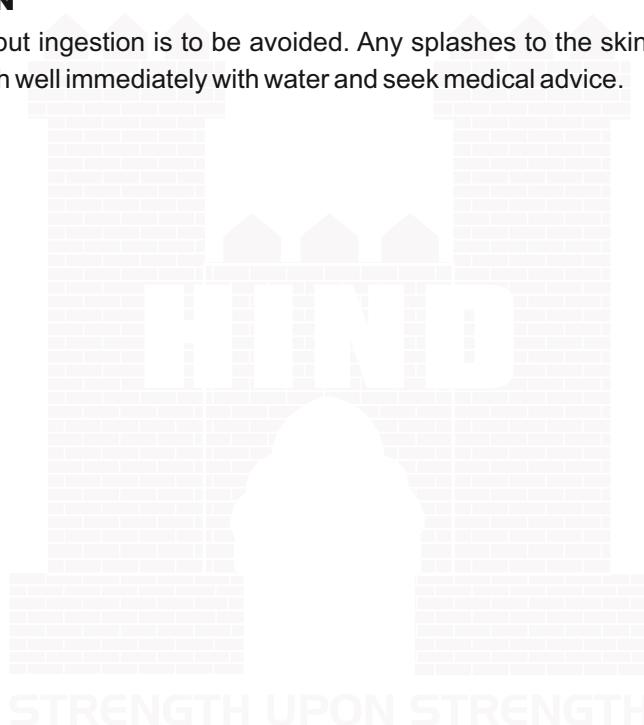 N
out ingestion is to be avoided. Any splashes to the skin
h well immediately with water and seek medical advice.
HIND
STRENGTH UPON STRENGTH